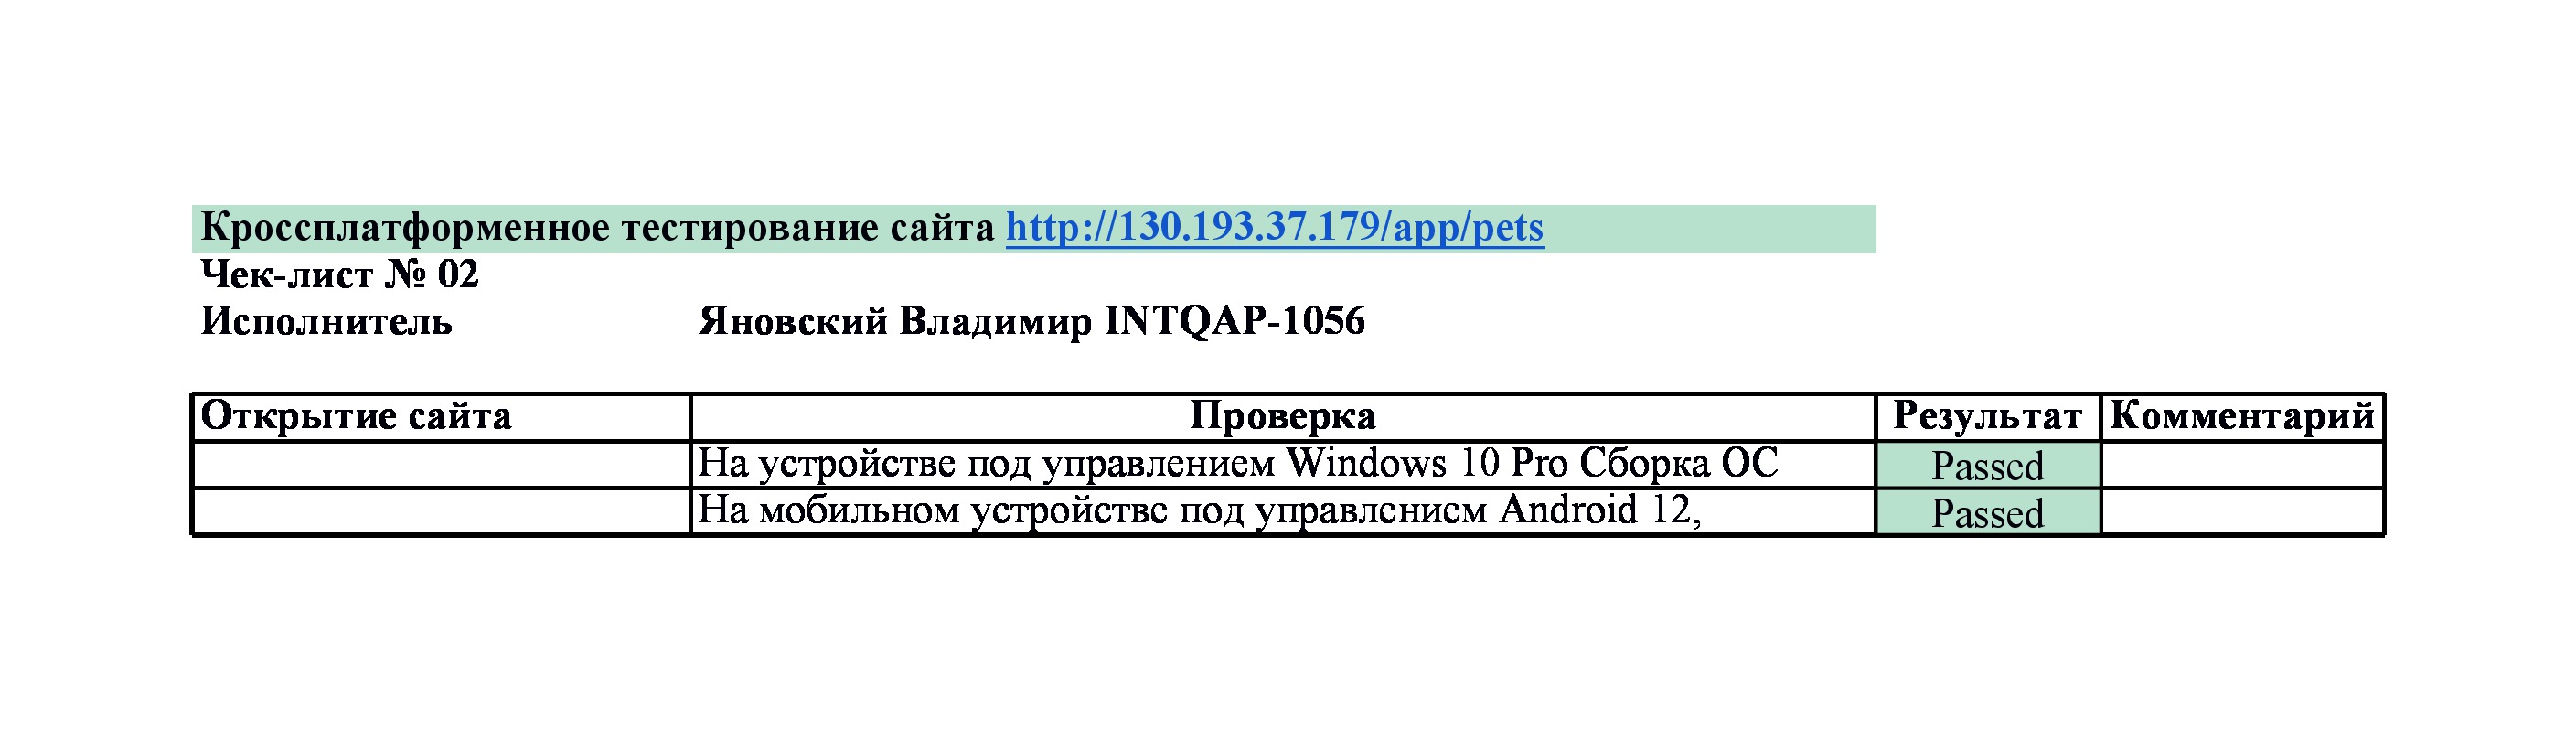 Кроссплатформенное тестирование сайта http://130.193.37.179/app/pets
Чек-лист № 02
Исполнитель Яновский Владимир INTQAP-1056
Открытие сайта Проверка Результат Комментарий
На устройстве под управлением Windows 10 Pro Сборка ОС Passed
На мобильном устройстве под управлением Android 12, Passed